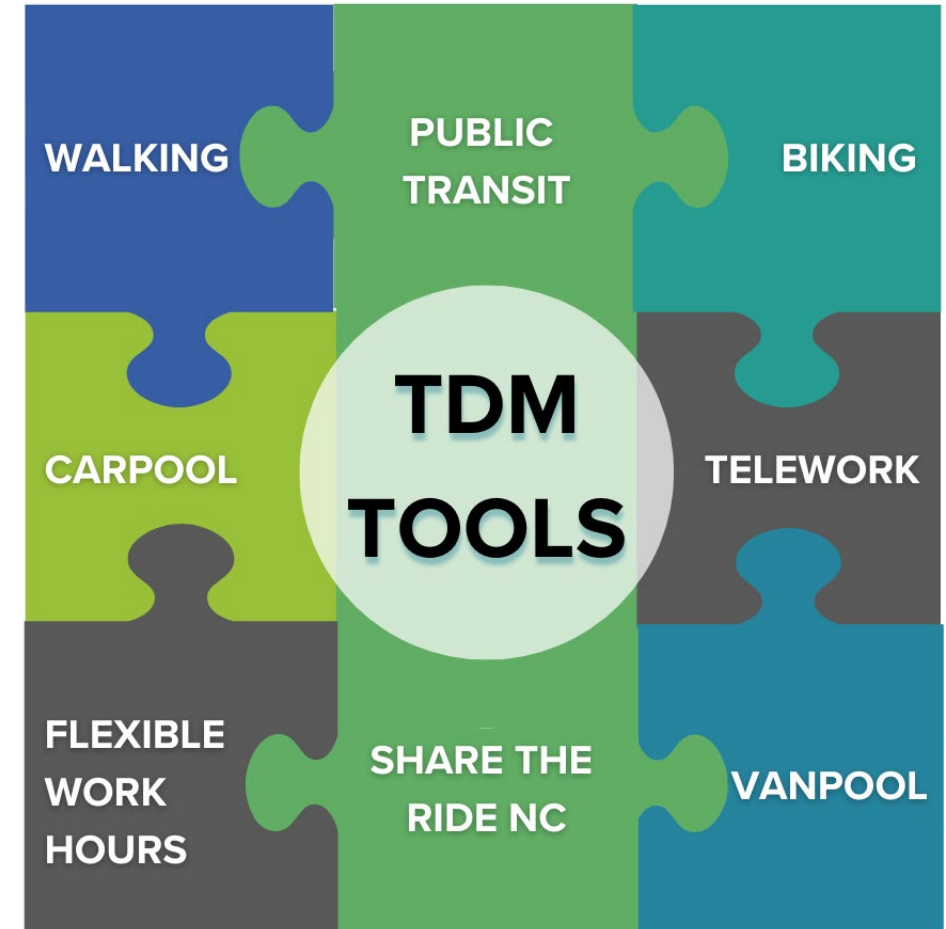 WALKING
PUBLIC
TRANSIT
BIKING
CARPOOL
TDM
TOOLS
TELEWORK
FLEXIBLE
WORK
HOURS
SHARE THE
RIDE NC
VANPOOL